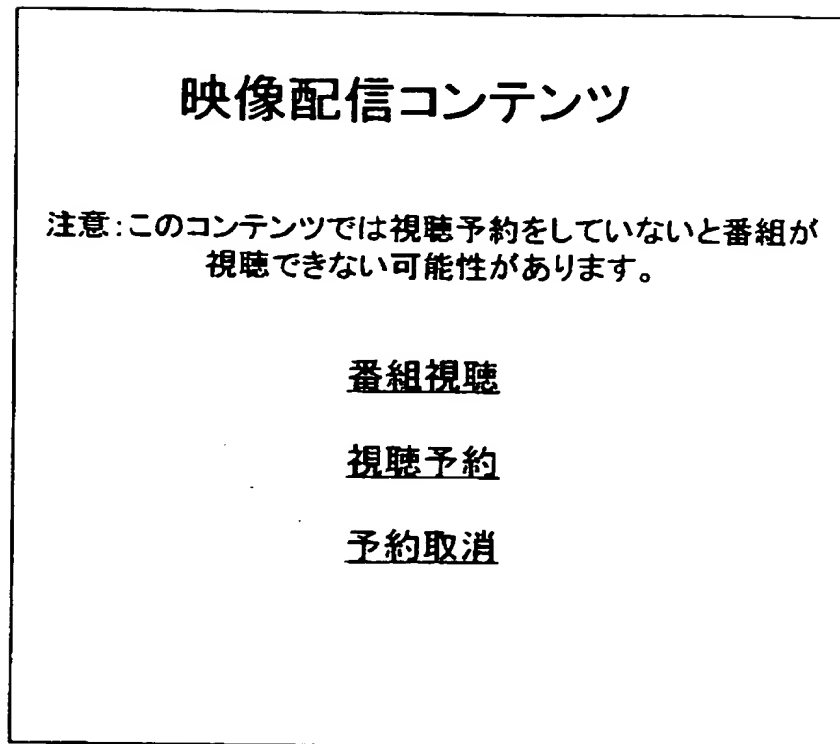 映像配信コンテンツ
注意:このコンテンツでは視聴予約をしていないと番組が
視聴できない可能性があります。
番組視聴
視聴予約
予約取消